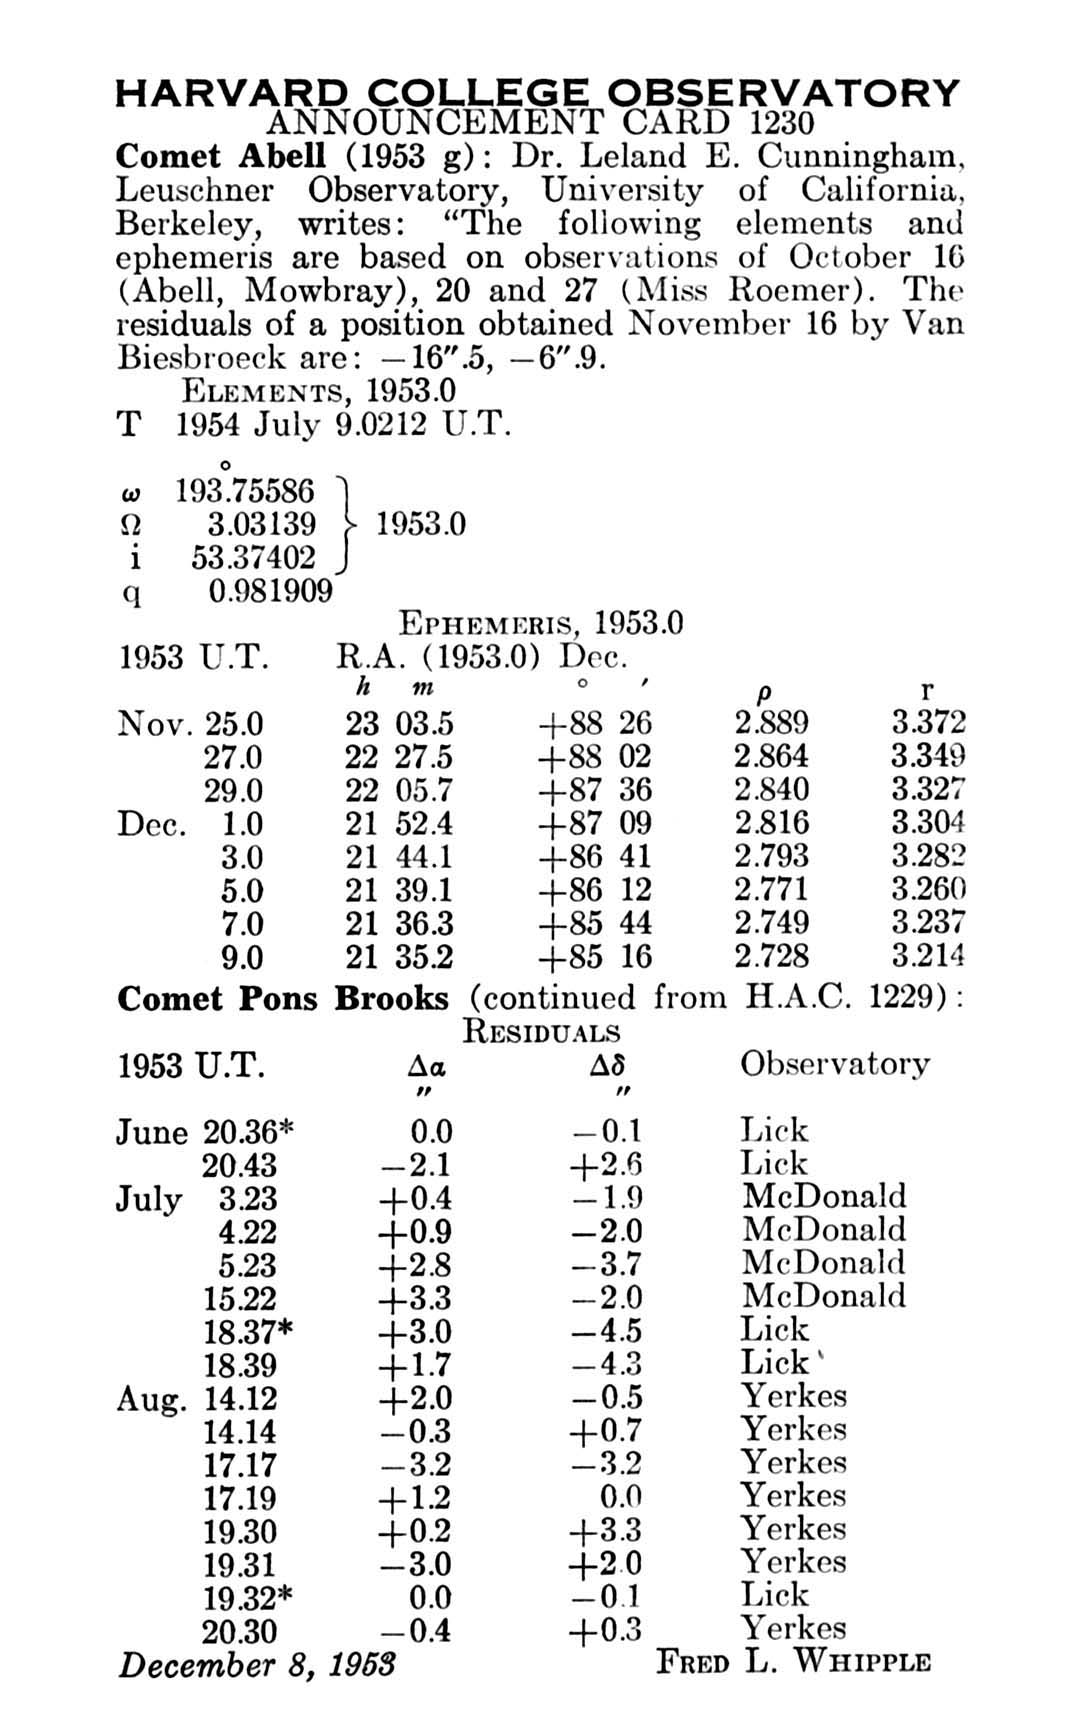 HARVARD COLLEGE OBSERVATORY
ANNOUNCEMENT CARD 1230
Comet Abell (1953 g): Dr. Leland E. Cunningham,
Leuschner Observatory, University of California,
Berkeley, writes: “The following elements and
ephemeris are based on observations of October 16
(Abell, Mowbray), 20 and 27 (Miss Roemer). The
residuals of a position obtained November 16 by Van
Biesbroeck are: −16″.5, −6″.9.
ELEMENTS, 1953.0
T 1954 July 9.0212 U.T.
°
ω 193.75586
Ω 3.03139 } 1953.0
i 53.37402
q 0.981909
EPHEMERIS, 1953.0
1953 U.T. R.A. (1953.0) Dec.
h m ° ′ ρ r
Nov. 25.0 23 03.5 +88 26 2.889 3.372
27.0 22 27.5 +88 02 2.864 3.349
29.0 22 05.7 +87 36 2.840 3.327
Dec. 1.0 21 52.4 +87 09 2.816 3.304
3.0 21 44.1 +86 41 2.793 3.282
5.0 21 39.1 +86 12 2.771 3.260
7.0 21 36.3 +85 44 2.749 3.237
9.0 21 35.2 +85 16 2.728 3.214
Comet Pons Brooks (continued from H.A.C. 1229):
RESIDUALS
1953 U.T. Δα Δδ Observatory
″ ″
June 20.36* 0.0 −0.1 Lick
20.43 −2.1 +2.6 Lick
July 3.23 +0.4 −1.9 McDonald
4.22 +0.9 −2.0 McDonald
5.23 +2.8 −3.7 McDonald
15.22 +3.3 −2.0 McDonald
18.37* +3.0 −4.5 Lick
18.39 +1.7 −4.3 Lick
Aug. 14.12 +2.0 −0.5 Yerkes
14.14 −0.3 +0.7 Yerkes
17.17 −3.2 −3.2 Yerkes
17.19 +1.2 0.0 Yerkes
19.30 +0.2 +3.3 Yerkes
19.31 −3.0 +2.0 Yerkes
19.32* 0.0 −0.1 Lick
20.30 −0.4 +0.3 Yerkes
December 8, 1953 FRED L. WHIPPLE